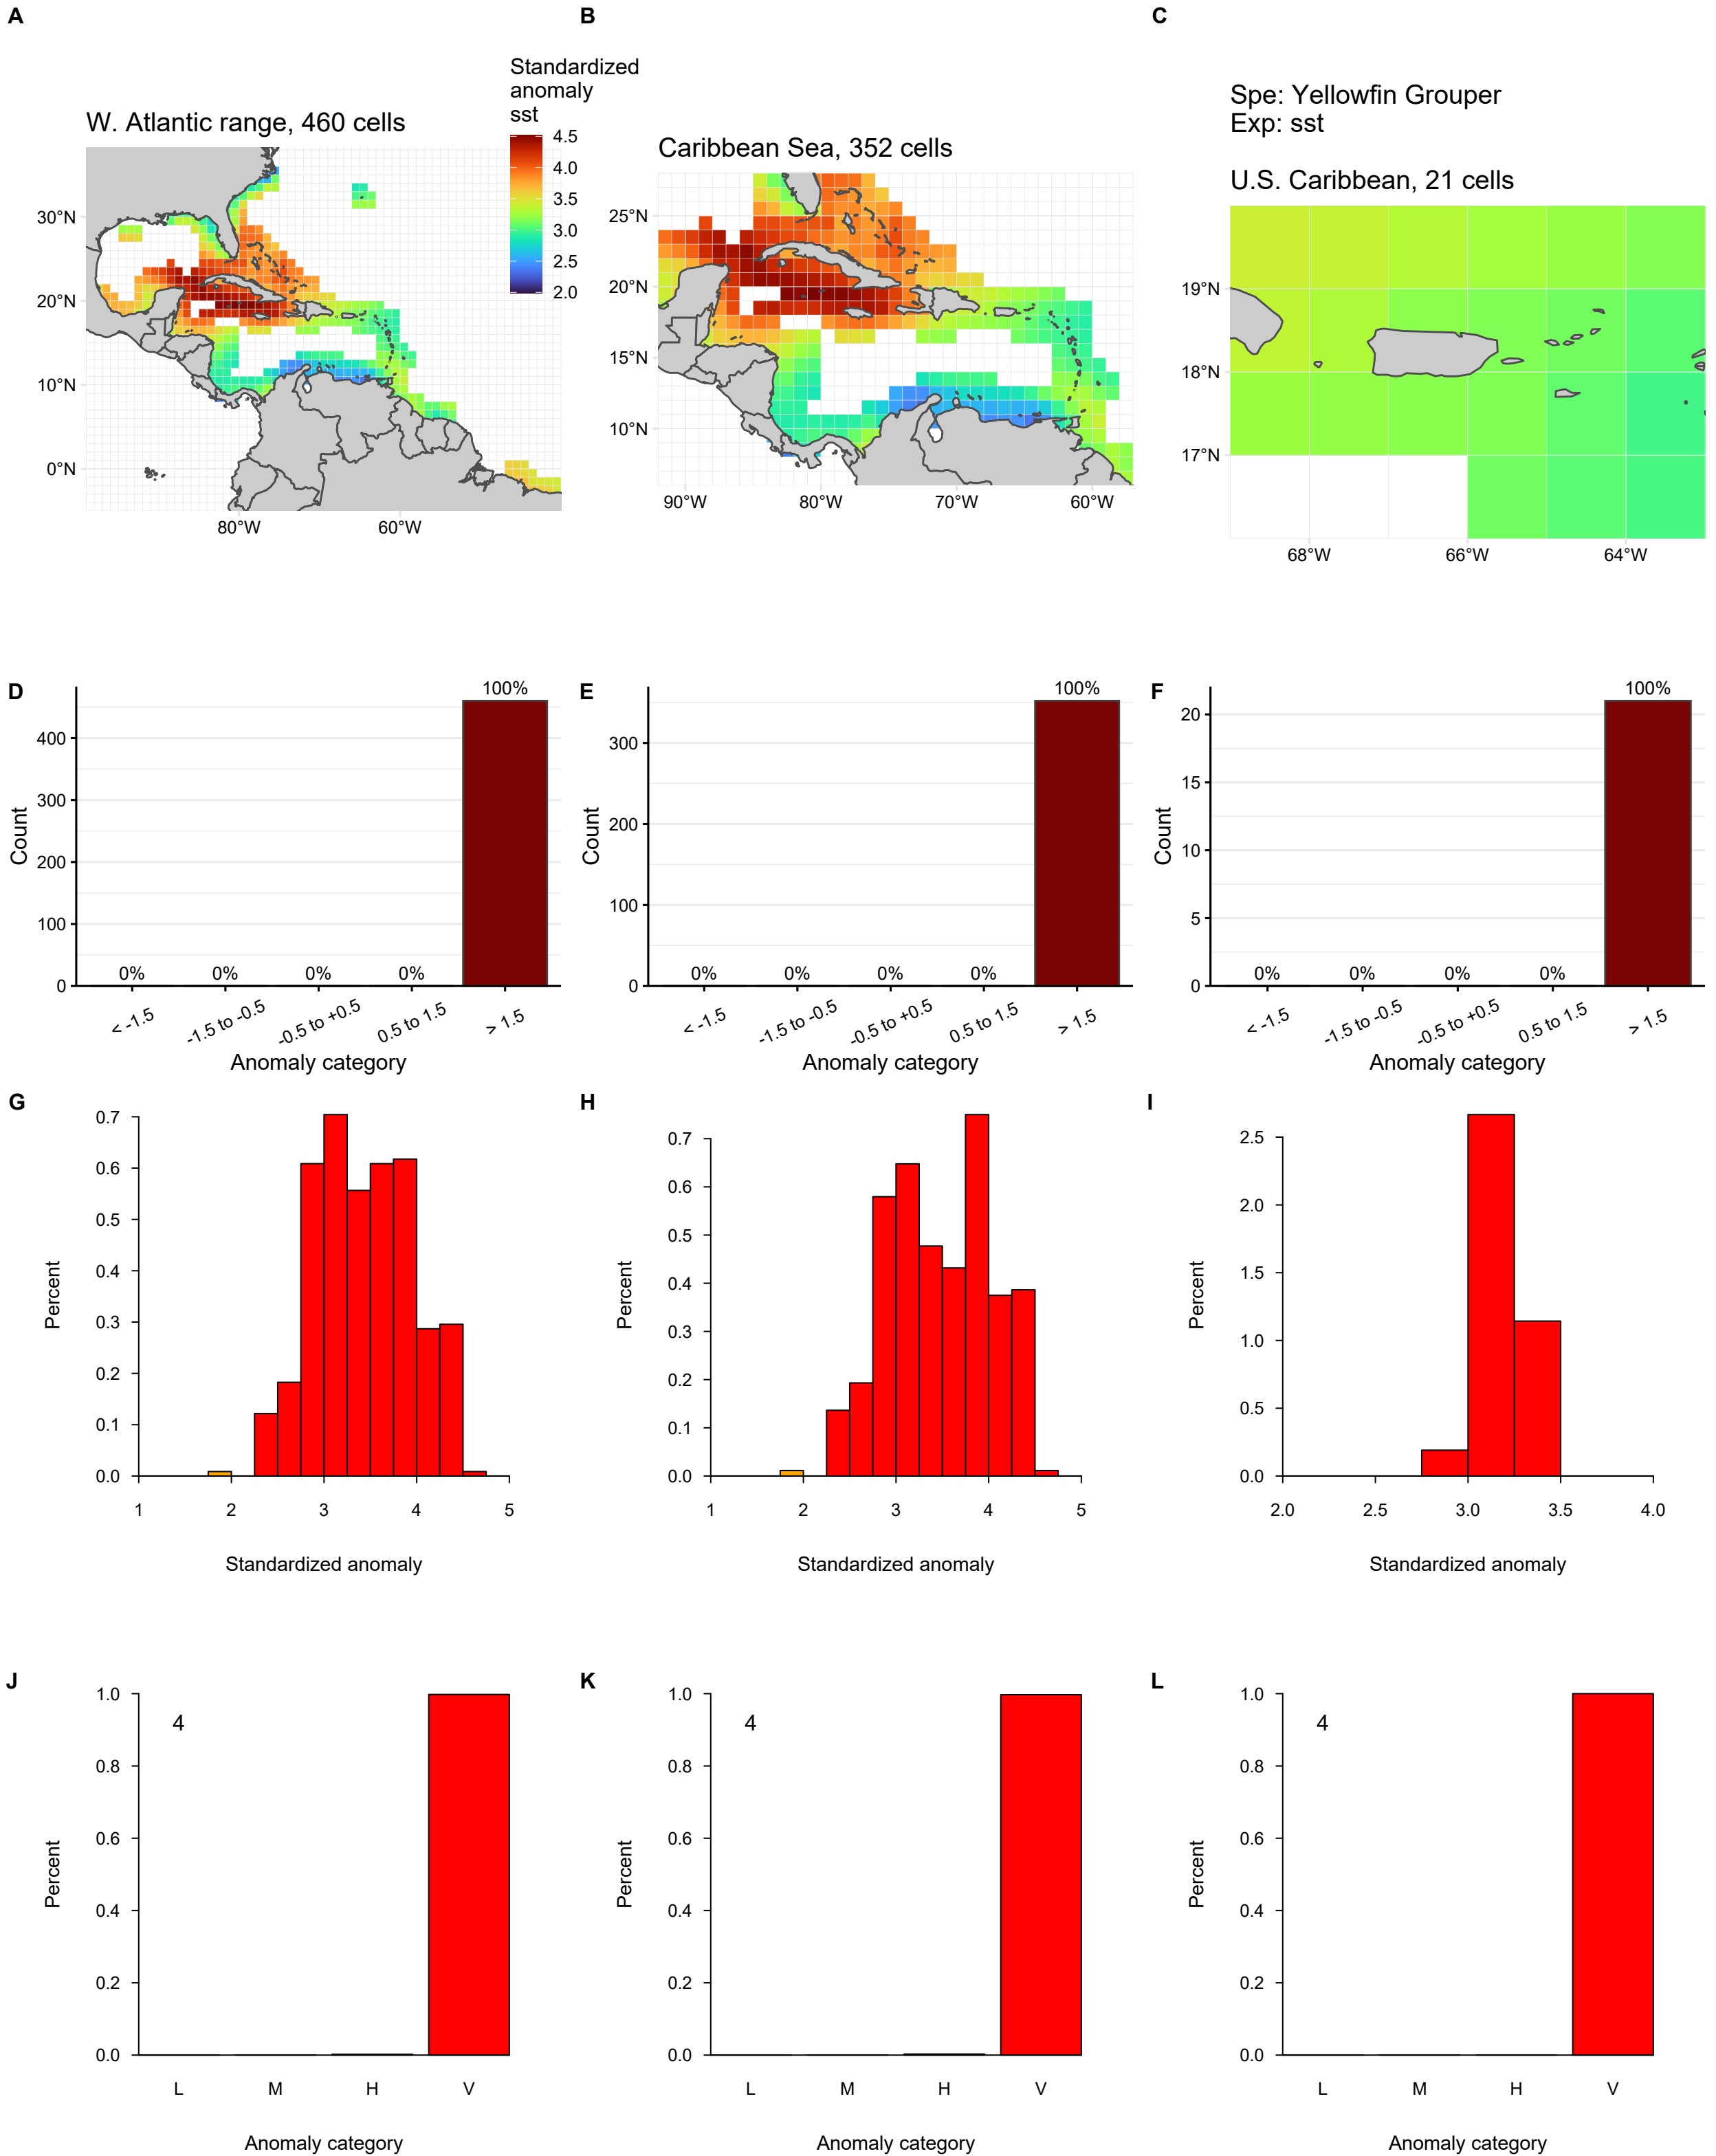 A
B
C
Standardized
anomaly
sst
4.5
4.0
3.5
3.0
2.5
2.0
W. Atlantic range, 460 cells
30°N
20°N
10°N
0°N
80°W
60°W
Caribbean Sea, 352 cells
25°N
20°N
15°N
10°N
90°W
80°W
70°W
60°W
Spe: Yellowfin Grouper
Exp: sst
U.S. Caribbean, 21 cells
19°N
18°N
17°N
68°W
66°W
64°W
D
Count
400
300
200
100
0
0%
0%
0%
0%
100%
< -1.5
-1.5 to -0.5
-0.5 to +0.5
0.5 to 1.5
> 1.5
Anomaly category
E
Count
300
200
100
0
0%
0%
0%
0%
100%
< -1.5
-1.5 to -0.5
-0.5 to +0.5
0.5 to 1.5
> 1.5
Anomaly category
F
Count
20
15
10
5
0
0%
0%
0%
0%
100%
< -1.5
-1.5 to -0.5
-0.5 to +0.5
0.5 to 1.5
> 1.5
Anomaly category
G
Percent
0.7
0.6
0.5
0.4
0.3
0.2
0.1
0.0
1
2
3
4
5
Standardized anomaly
H
Percent
0.7
0.6
0.5
0.4
0.3
0.2
0.1
0.0
1
2
3
4
5
Standardized anomaly
I
Percent
2.5
2.0
1.5
1.0
0.5
0.0
2.0
2.5
3.0
3.5
4.0
Standardized anomaly
J
Percent
1.0
0.8
0.6
0.4
0.2
0.0
4
L
M
H
V
Anomaly category
K
Percent
1.0
0.8
0.6
0.4
0.2
0.0
4
L
M
H
V
Anomaly category
L
Percent
1.0
0.8
0.6
0.4
0.2
0.0
4
L
M
H
V
Anomaly category